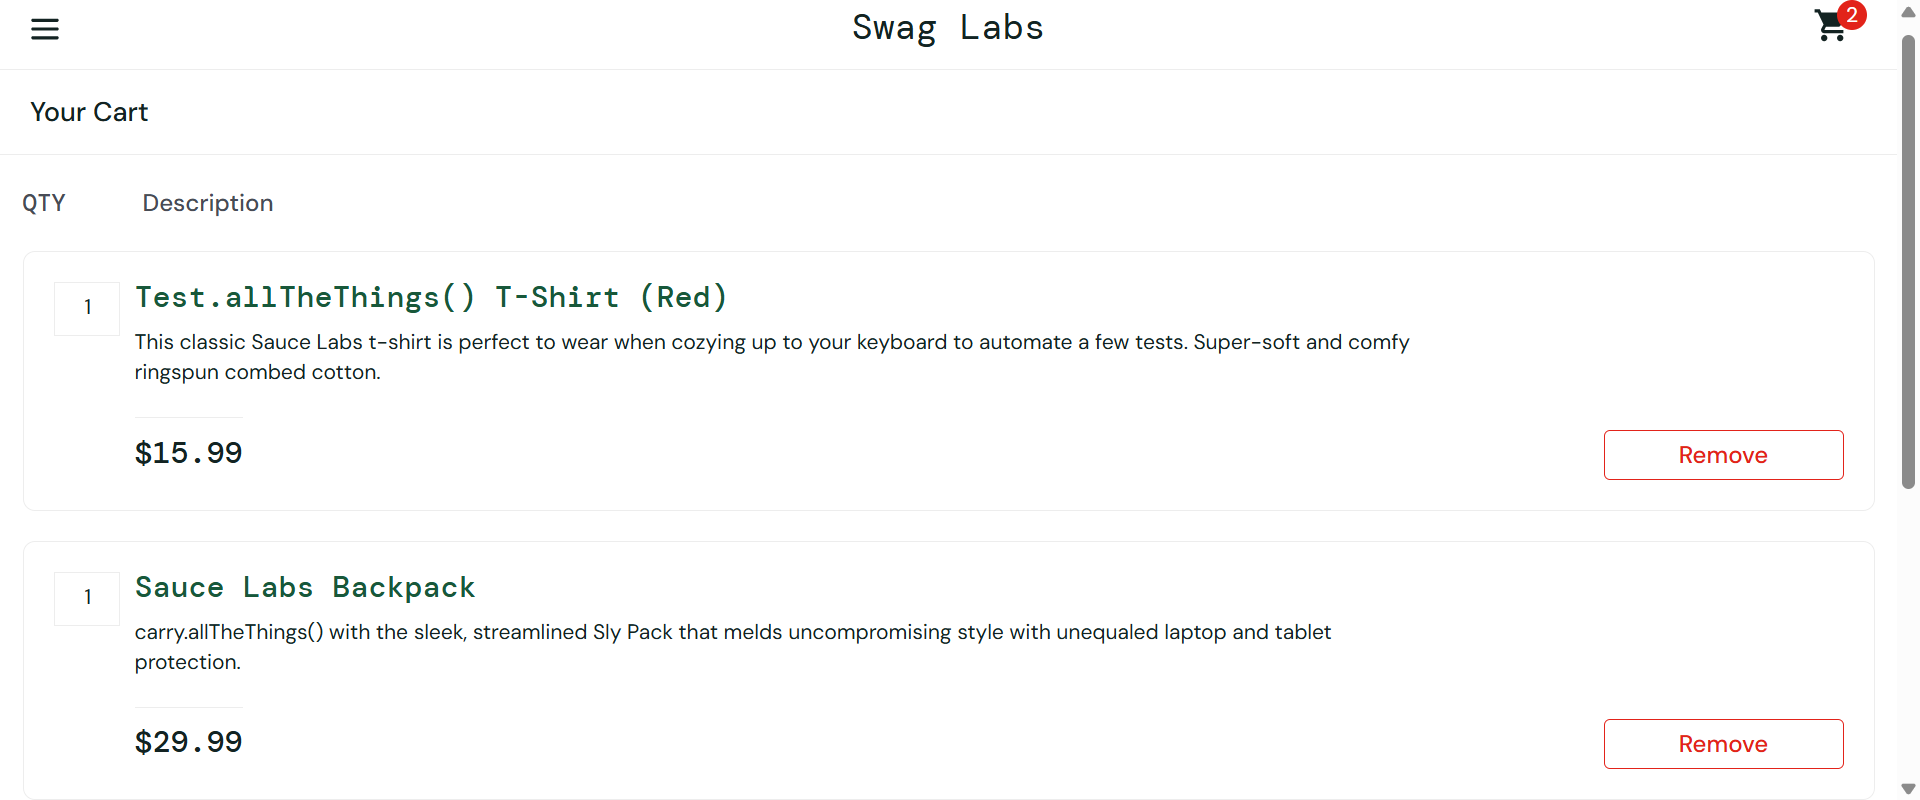 Swag Labs
2
Your Cart
QTY Description
1
Test.allTheThings() T-Shirt (Red)
This classic Sauce Labs t-shirt is perfect to wear when cozying up to your keyboard to automate a few tests. Super-soft and comfy
ringspun combed cotton.
$15.99
Remove
1
Sauce Labs Backpack
carry.allTheThings() with the sleek, streamlined Sly Pack that melds uncompromising style with unequaled laptop and tablet
protection.
$29.99
Remove